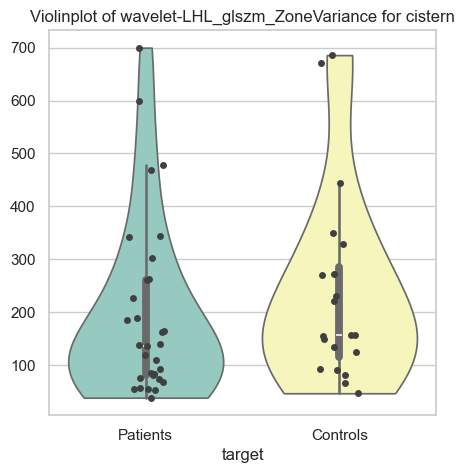 Violinplot of wavelet-LHL_glszm_ZoneVariance for cistern
700
600
500
400
300
200
100
Patients
Controls
target